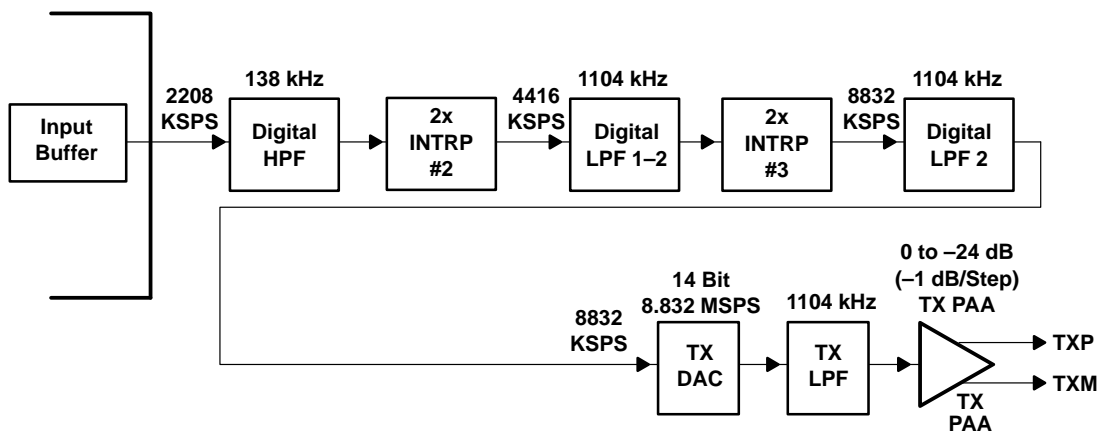 Input
Buffer
2208
KSPS
138 kHz
Digital
HPF
2x
INTRP
#2
4416
KSPS
1104 kHz
Digital
LPF 1–2
2x
INTRP
#3
8832
KSPS
1104 kHz
Digital
LPF 2
8832
KSPS
14 Bit
8.832 MSPS
TX
DAC
1104 kHz
TX
LPF
0 to –24 dB
(–1 dB/Step)
TX PAA
TXP
TXM
TX
PAA